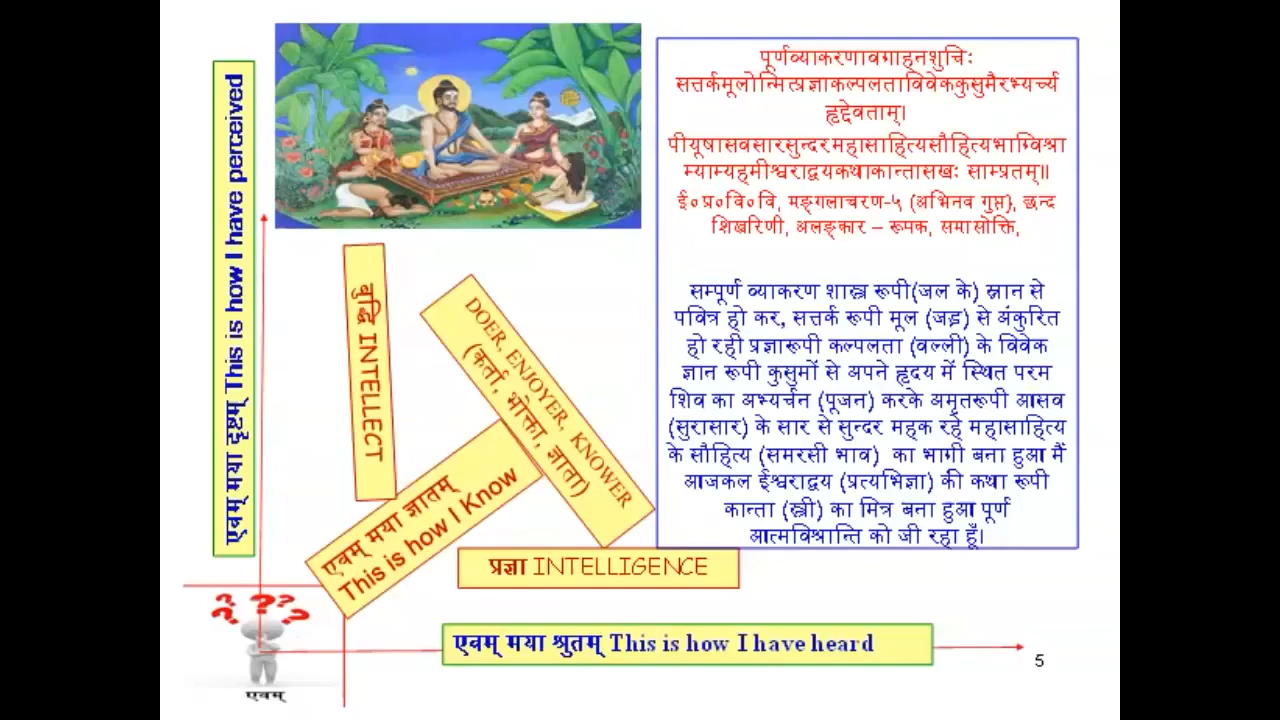 एवम् मया दृष्टम् This is how I have perceived
पूर्णव्याकरणावगाहनशुचिः
सत्तर्कमूलोन्मित्प्रज्ञाकल्पलताविवेककुसुमैरभ्यर्च्य
हृद्देवताम्।
पीयूषासवसारसुन्दरमहासाहित्यसौहित्यभाग्विश्रा
म्याम्यहमीश्वराद्वयकथाकान्तासखः साम्प्रतम्॥
ई०प्र०वि०वि, मङ्गलाचरण-५ (अभिनव गुप्त}, छन्द
शिखरिणी, अलङ्कार – रूपक, समासोक्ति,
सम्पूर्ण व्याकरण शास्त्र रूपी(जल के) स्नान से
पवित्र हो कर, सत्तर्क रूपी मूल (जड़) से अंकुरित
हो रही प्रज्ञारूपी कल्पलता (वल्ली) के विवेक
ज्ञान रूपी कुसुमों से अपने हृदय में स्थित परम
शिव का अभ्यर्चन (पूजन) करके अमृतरूपी आसव
(सुरासार) के सार से सुन्दर महक रहे महासाहित्य
के सौहित्य (समरसी भाव) का भागी बना हुआ मैं
आजकल ईश्वराद्वय (प्रत्यभिज्ञा) की कथा रूपी
कान्ता (स्त्री) का मित्र बना हुआ पूर्ण
आत्मविश्रान्ति को जी रहा हूँ।
बुद्धि INTELLECT
DOER, ENJOYER, KNOWER
(कर्ता, भोक्ता, ज्ञाता)
एवम् मया ज्ञातम्
This is how I Know
प्रज्ञा INTELLIGENCE
????
एवम् मया श्रुतम् This is how I have heard
5
एवम्